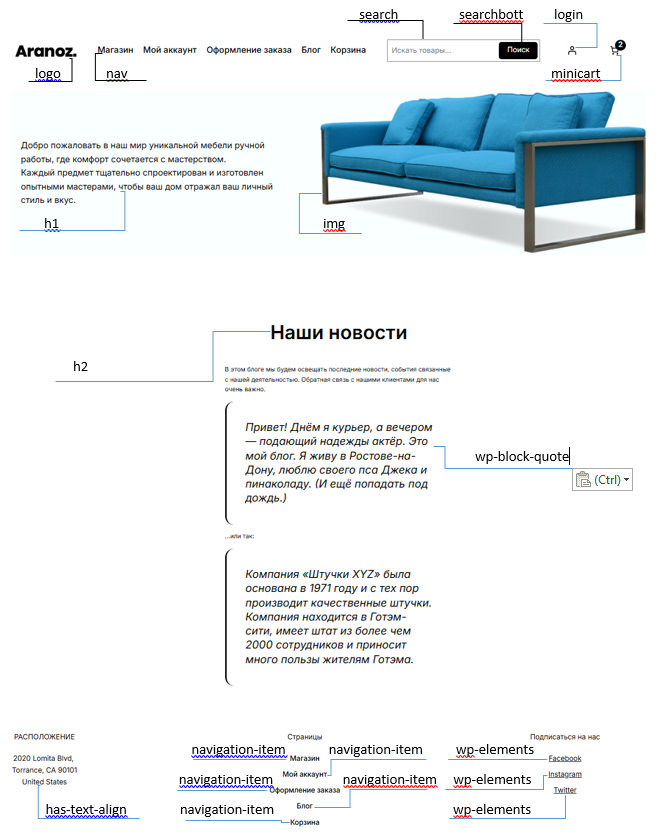 search
searchbott
login
Aranoz.
Магазин Мой аккаунт Оформление заказа Блог Корзина
Искать товары...
Поиск
2
logo
nav
minicart
Добро пожаловать в наш мир уникальной мебели ручной
работы, где комфорт сочетается с мастерством.
Каждый предмет тщательно спроектирован и изготовлен
опытными мастерами, чтобы ваш дом отражал ваш личный
стиль и вкус.
h1
img
Наши новости
h2
В этом блоге мы будем освещать последние новости, события связанные
с нашей деятельностью. Обратная связь с нашими клиентами для нас
очень важно.
Привет! Днём я курьер, а вечером
— подающий надежды актёр. Это
мой блог. Я живу в Ростове-на-
Дону, люблю своего пса Джека и
пинаколаду. (И ещё попадать под
дождь.)
wp-block-quote
(Ctrl)
...или так:
Компания «Штучки XYZ» была
основана в 1971 году и с тех пор
производит качественные штучки.
Компания находится в Готэм-
сити, имеет штат из более чем
2000 сотрудников и приносит
много пользы жителям Готэма.
РАСПОЛОЖЕНИЕ
2020 Lomita Blvd,
Torrance, CA 90101
United States
has-text-align
Страницы
navigation-item
navigation-item
Магазин
Мой аккаунт
navigation-item
navigation-item
Оформление заказа
Блог
navigation-item
Корзина
Подписаться на нас
wp-elements
Facebook
Instagram
wp-elements
Twitter
wp-elements